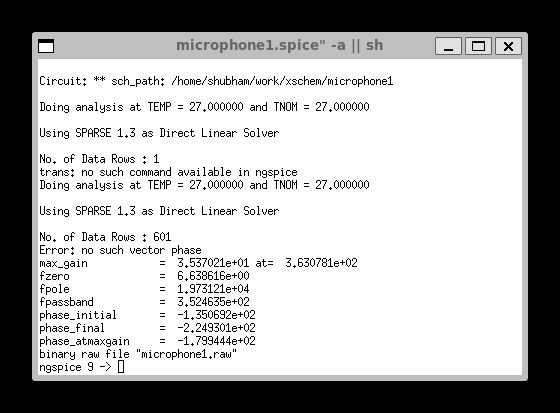 microphone1.spice" -a || sh
Circuit: ** sch_path: /home/shubham/work/xschem/microphone1
Doing analysis at TEMP = 27.000000 and TNOM = 27.000000
Using SPARSE 1.3 as Direct Linear Solver
No. of Data Rows : 1
trans: no such command available in ngspice
Doing analysis at TEMP = 27.000000 and TNOM = 27.000000
Using SPARSE 1.3 as Direct Linear Solver
No. of Data Rows : 601
Error: no such vector phase
max_gain = 3.537021e+01 at= 3.630781e+02
fzero = 6.638616e+00
fpole = 1.973121e+04
fpassband = 3.524635e+02
phase_initial = -1.350692e+02
phase_final = -2.249301e+02
phase_atmaxgain = -1.799444e+02
binary raw file "microphone1.raw"
ngspice 9 ->